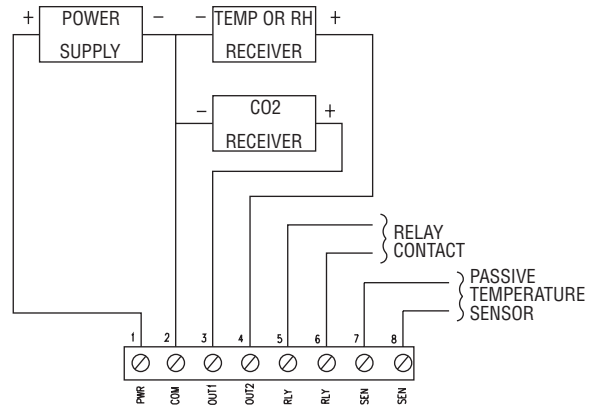 + POWER SUPPLY −
− TEMP OR RH RECEIVER +
− CO2 RECEIVER +
RELAY
CONTACT
PASSIVE
TEMPERATURE
SENSOR
1 2 3 4 5 6 7 8
PWR COM OUT1 OUT2 RLY RLY SEN SEN